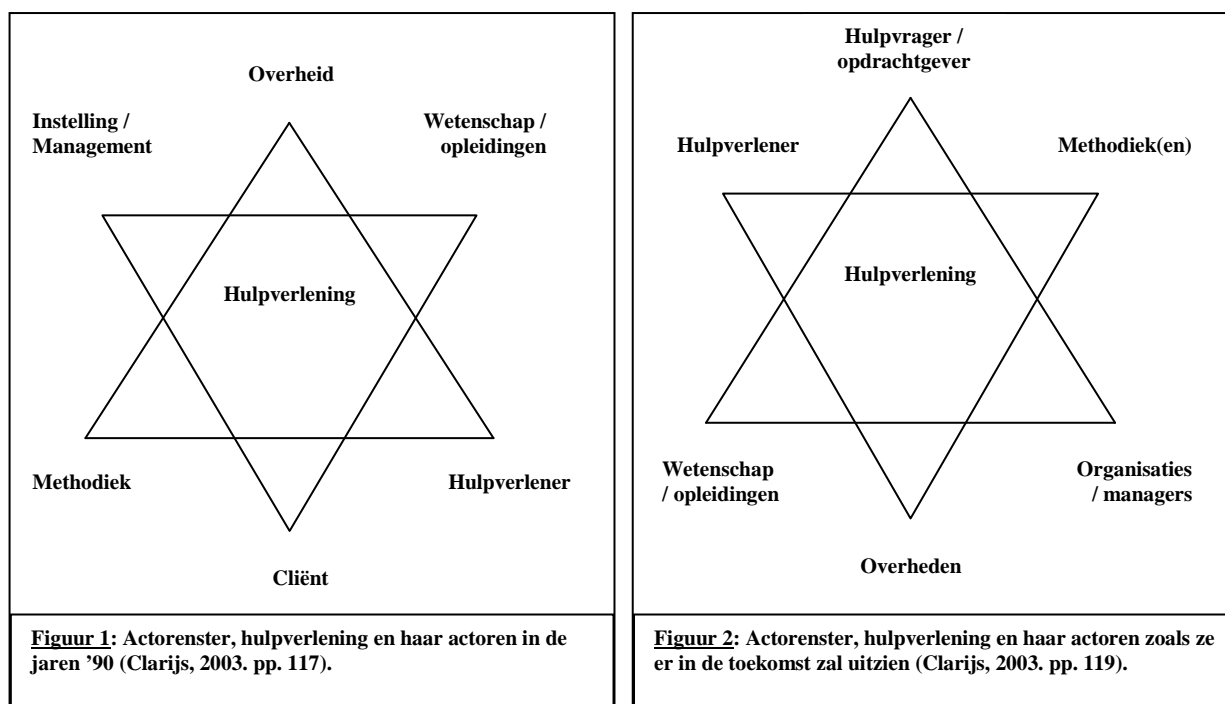 Overheid
Instelling /
Management
Wetenschap /
opleidingen
Hulpverlening
Methodiek
Hulpverlener
Cliënt
Figuur 1: Actorenster, hulpverlening en haar actoren in de
jaren ’90 (Clarijs, 2003. pp. 117).
Hulpvrager /
opdrachtgever
Hulpverlener
Methodiek(en)
Hulpverlening
Wetenschap
/ opleidingen
Organisaties
/ managers
Overheden
Figuur 2: Actorenster, hulpverlening en haar actoren zoals ze
er in de toekomst zal uitzien (Clarijs, 2003. pp. 119).